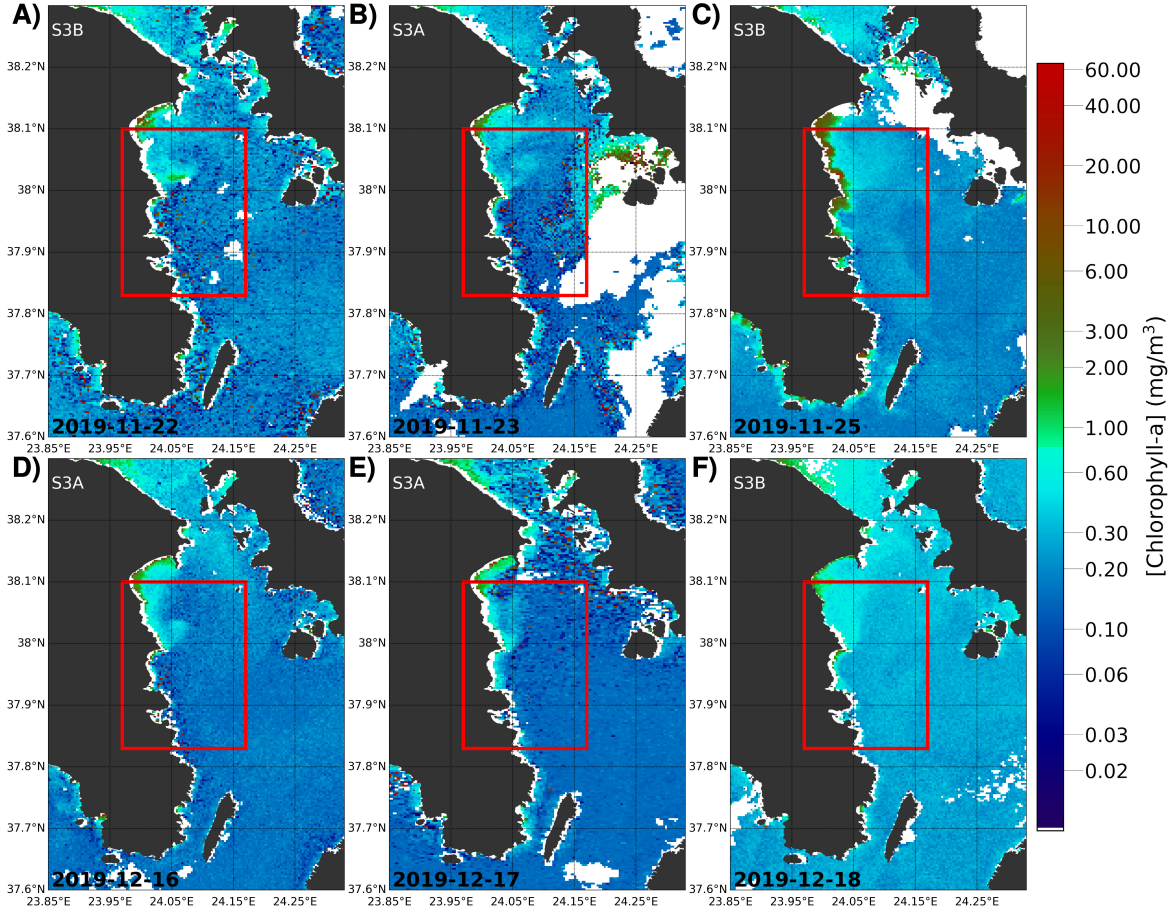 A) B) C)
S3B S3A S3B
38.2°N 38.2°N 38.2°N
38.1°N 38.1°N 38.1°N
38°N 38°N 38°N
37.9°N 37.9°N 37.9°N
37.8°N 37.8°N 37.8°N
37.7°N 37.7°N 37.7°N
2019-11-22 2019-11-23 2019-11-25
37.6°N 37.6°N 37.6°N
23.85°E 23.95°E 24.05°E 24.15°E 24.25°E 23.85°E 23.95°E 24.05°E 24.15°E 24.25°E 23.85°E 23.95°E 24.05°E 24.15°E 24.25°E
D) E) F)
S3A S3A S3B
38.2°N 38.2°N 38.2°N
38.1°N 38.1°N 38.1°N
38°N 38°N 38°N
37.9°N 37.9°N 37.9°N
37.8°N 37.8°N 37.8°N
37.7°N 37.7°N 37.7°N
2019-12-16 2019-12-17 2019-12-18
37.6°N 37.6°N 37.6°N
23.85°E 23.95°E 24.05°E 24.15°E 24.25°E 23.85°E 23.95°E 24.05°E 24.15°E 24.25°E 23.85°E 23.95°E 24.05°E 24.15°E 24.25°E
60.00
40.00
20.00
10.00
6.00
3.00
2.00
1.00
0.60
0.30
0.20
0.10
0.06
0.03
0.02
[Chlorophyll-a] (mg/m³)